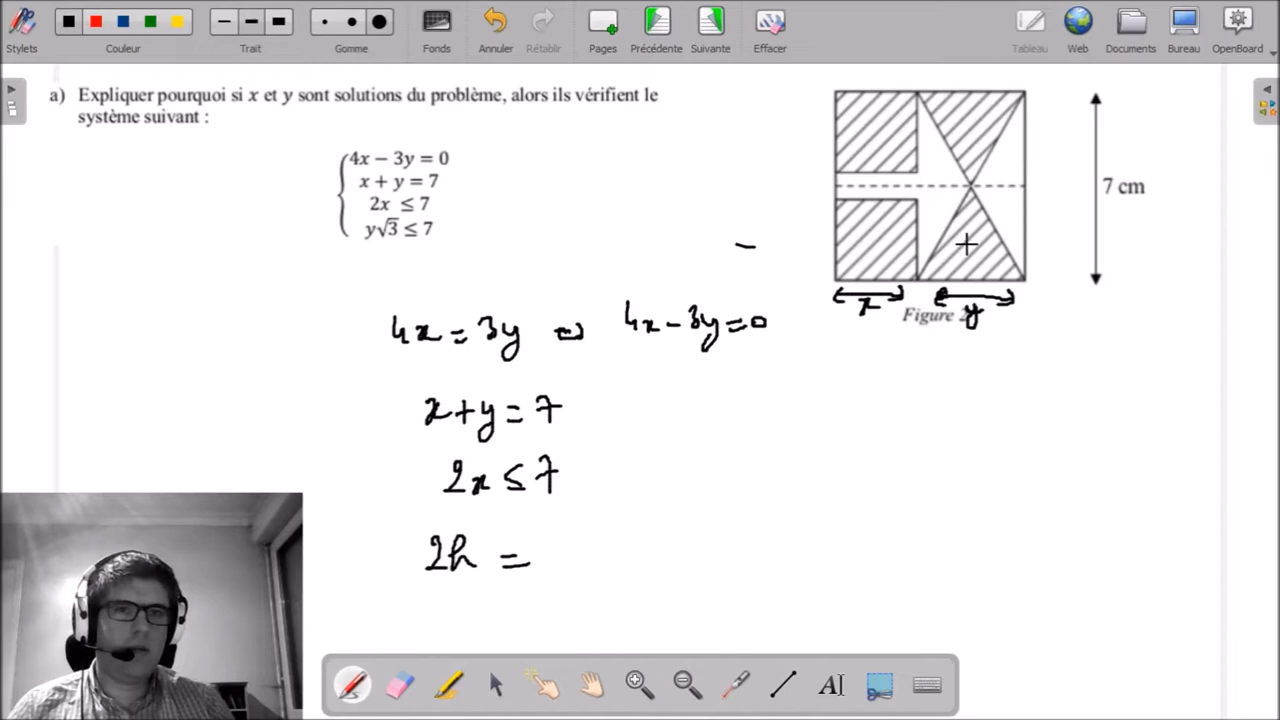 Stylets Couleur Trait Gomme Fonds Annuler Rétablir Pages Précédente Suivante Effacer Tableau Web Documents Bureau OpenBoard
a) Expliquer pourquoi si x et y sont solutions du problème, alors ils vérifient le
système suivant :
4x − 3y = 0
x + y = 7
2x ≤ 7
y√3 ≤ 7
7 cm
x y
Figure
4x = 3y ⇔ 4x − 3y = 0
x + y = 7
2x ≤ 7
2h =
AI